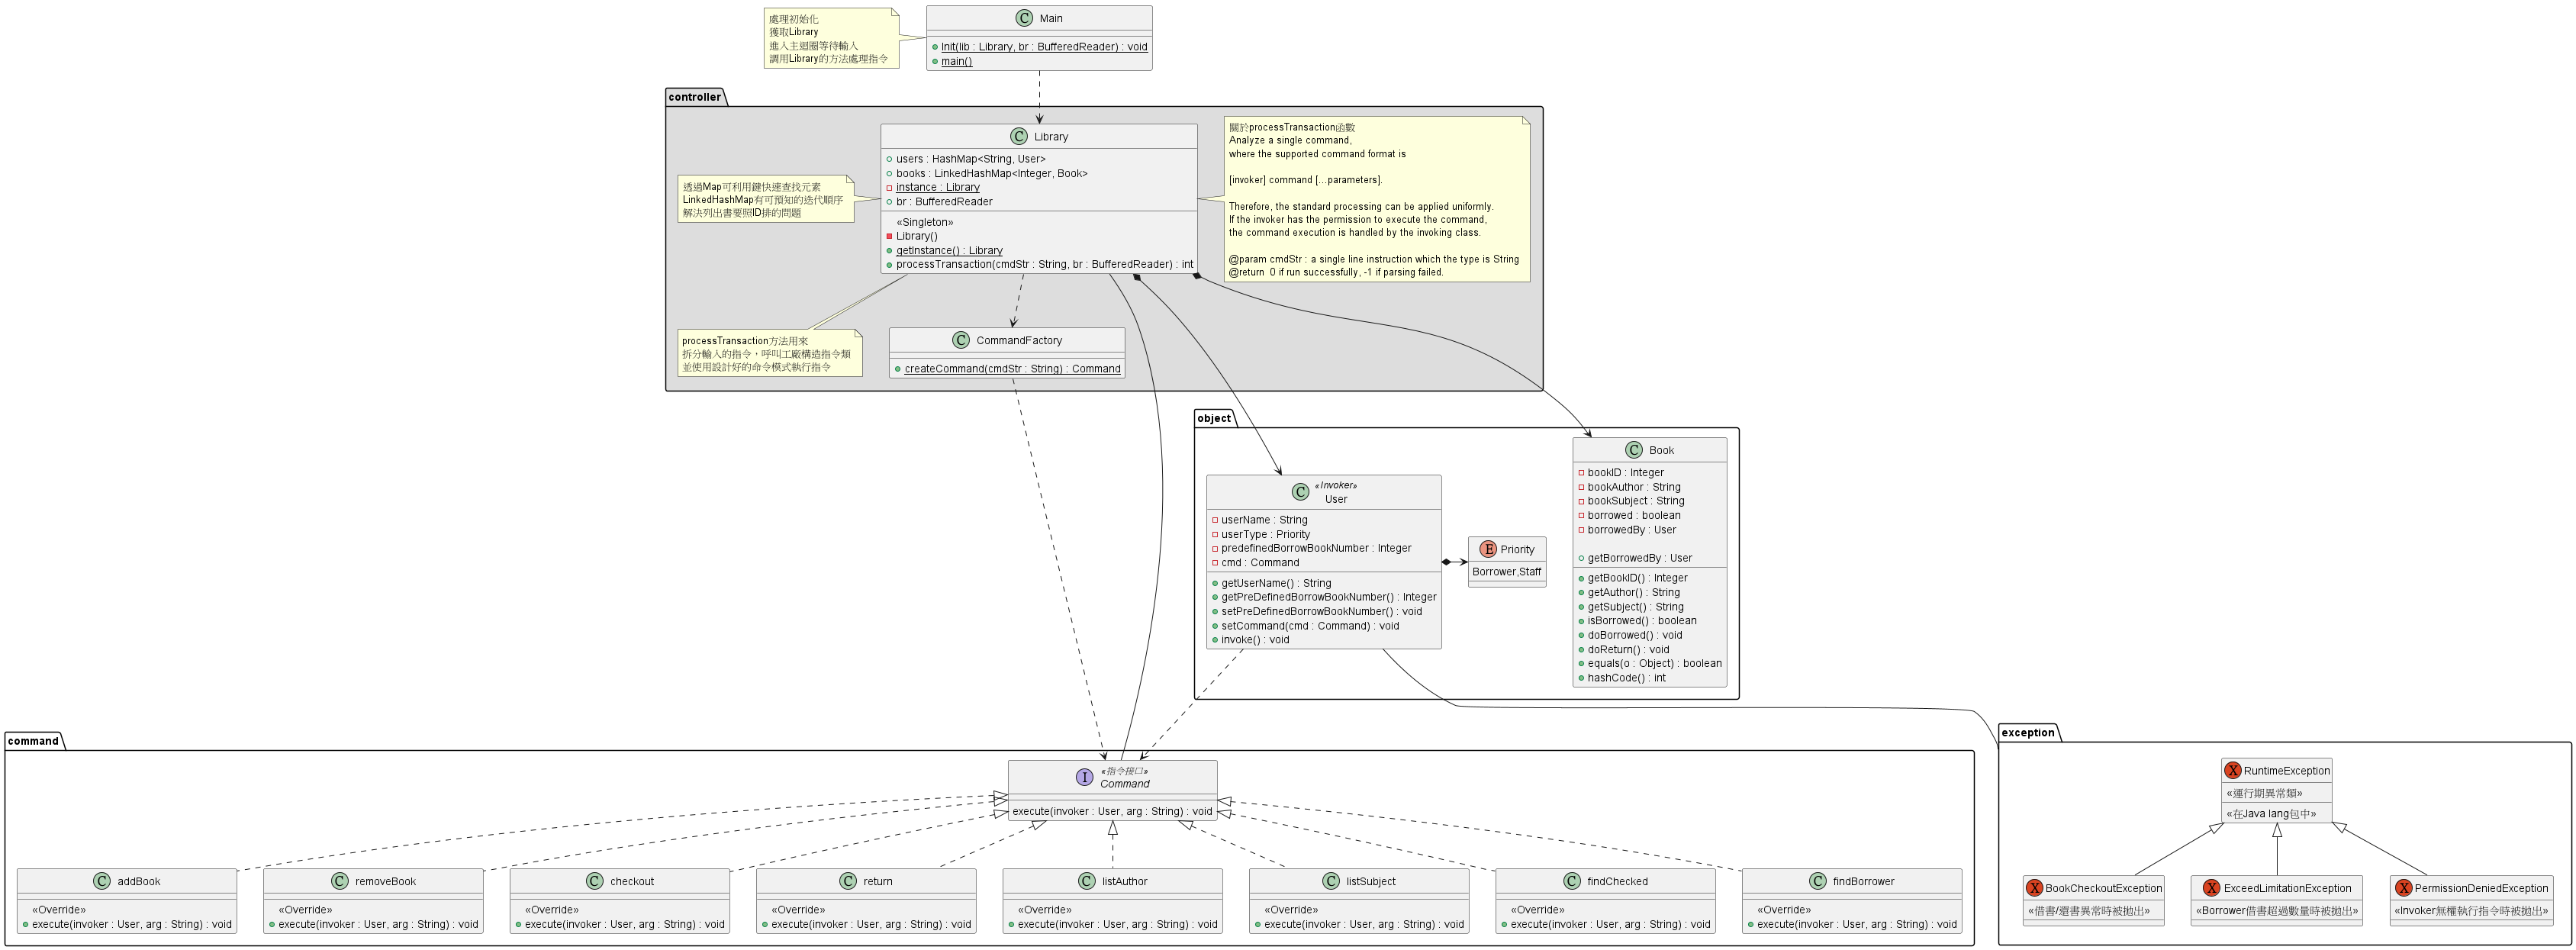 處理初始化
獲取Library
進入主迴圈等待輸入
調用Library的方法處理指令
Main
Init(lib : Library, br : BufferedReader) : void
main()
controller
Library
users : HashMap<String, User>
books : LinkedHashMap<Integer, Book>
instance : Library
br : BufferedReader
«Singleton»
Library()
getInstance() : Library
processTransaction(cmdStr : String, br : BufferedReader) : int
透過Map可利用鍵快速查找元素
LinkedHashMap有可預知的迭代順序
解決列出書要照ID排的問題
關於processTransaction函數
Analyze a single command,
where the supported command format is
[invoker] command [...parameters].
Therefore, the standard processing can be applied uniformly.
If the invoker has the permission to execute the command,
the command execution is handled by the invoking class.
@param cmdStr : a single line instruction which the type is String
@return  0 if run successfully, -1 if parsing failed.
processTransaction方法用來
拆分輸入的指令，呼叫工廠構造指令類
並使用設計好的命令模式執行指令
CommandFactory
createCommand(cmdStr : String) : Command
object
«Invoker»
User
userName : String
userType : Priority
predefinedBorrowBookNumber : Integer
cmd : Command
getUserName() : String
getPreDefinedBorrowBookNumber() : Integer
setPreDefinedBorrowBookNumber() : void
setCommand(cmd : Command) : void
invoke() : void
Priority
Borrower,Staff
Book
bookID : Integer
bookAuthor : String
bookSubject : String
borrowed : boolean
borrowedBy : User
getBorrowedBy : User
getBookID() : Integer
getAuthor() : String
getSubject() : String
isBorrowed() : boolean
doBorrowed() : void
doReturn() : void
equals(o : Object) : boolean
hashCode() : int
command
«指令接口»
Command
execute(invoker : User, arg : String) : void
addBook
«Override»
execute(invoker : User, arg : String) : void
removeBook
«Override»
execute(invoker : User, arg : String) : void
checkout
«Override»
execute(invoker : User, arg : String) : void
return
«Override»
execute(invoker : User, arg : String) : void
listAuthor
«Override»
execute(invoker : User, arg : String) : void
listSubject
«Override»
execute(invoker : User, arg : String) : void
findChecked
«Override»
execute(invoker : User, arg : String) : void
findBorrower
«Override»
execute(invoker : User, arg : String) : void
exception
RuntimeException
«運行期異常類»
«在Java lang包中»
BookCheckoutException
«借書/還書異常時被拋出»
ExceedLimitationException
«Borrower借書超過數量時被拋出»
PermissionDeniedException
«Invoker無權執行指令時被拋出»